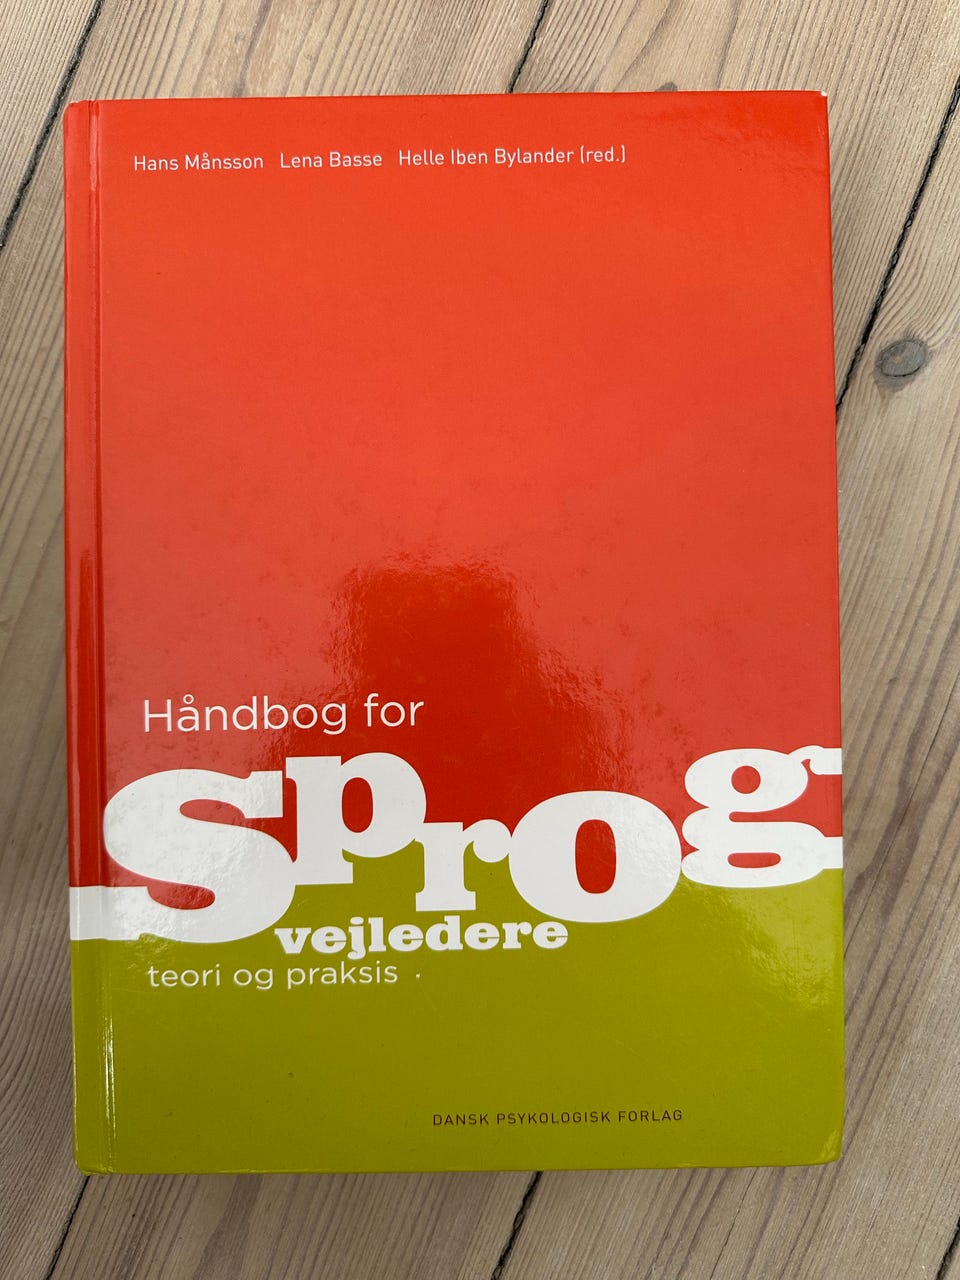 Hans Månsson Lena Basse Helle Iben Bylander (red.)
Håndbog for
sprog
vejledere
teori og praksis
DANSK PSYKOLOGISK FORLAG